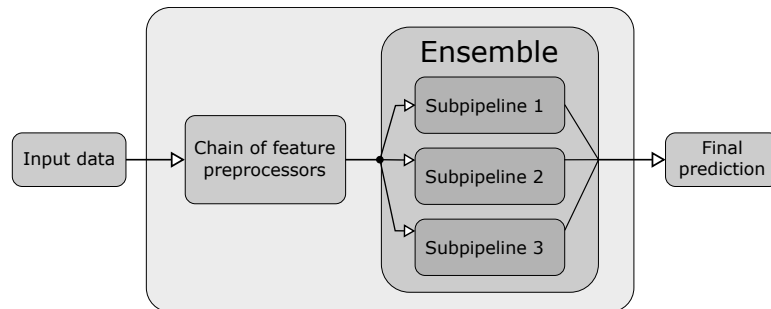 Input data
Chain of feature
preprocessors
Ensemble
Subpipeline 1
Subpipeline 2
Subpipeline 3
Final
prediction